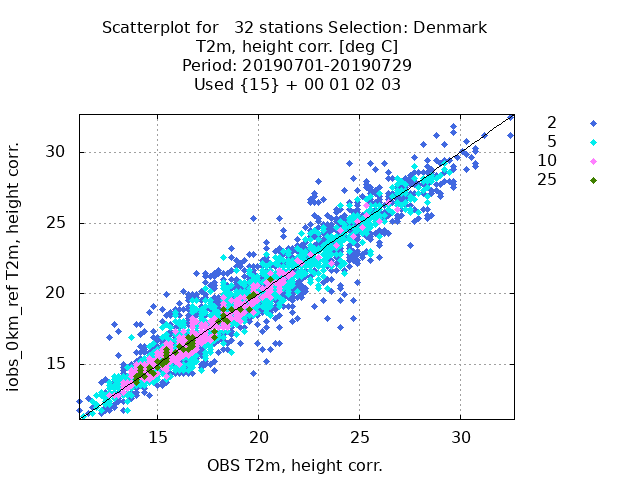 Scatterplot for 32 stations Selection: Denmark
T2m, height corr. [deg C]
Period: 20190701-20190729
Used {15} + 00 01 02 03
2
5
10
25
iobs_0km_ref T2m, height corr.
30
25
20
15
15 20 25 30
OBS T2m, height corr.